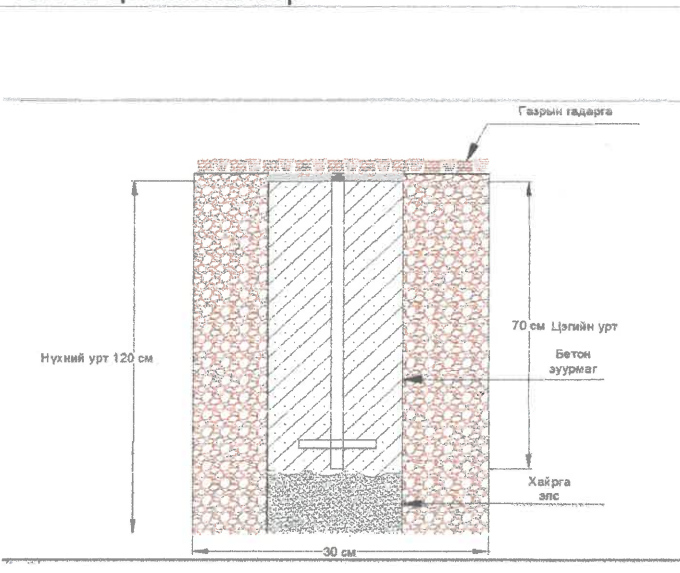 Газрын гадарга
70 см Цэгийн урт
Нүхний урт 120 см
Бетон
зуурмаг
Хайрга
элс
30 см